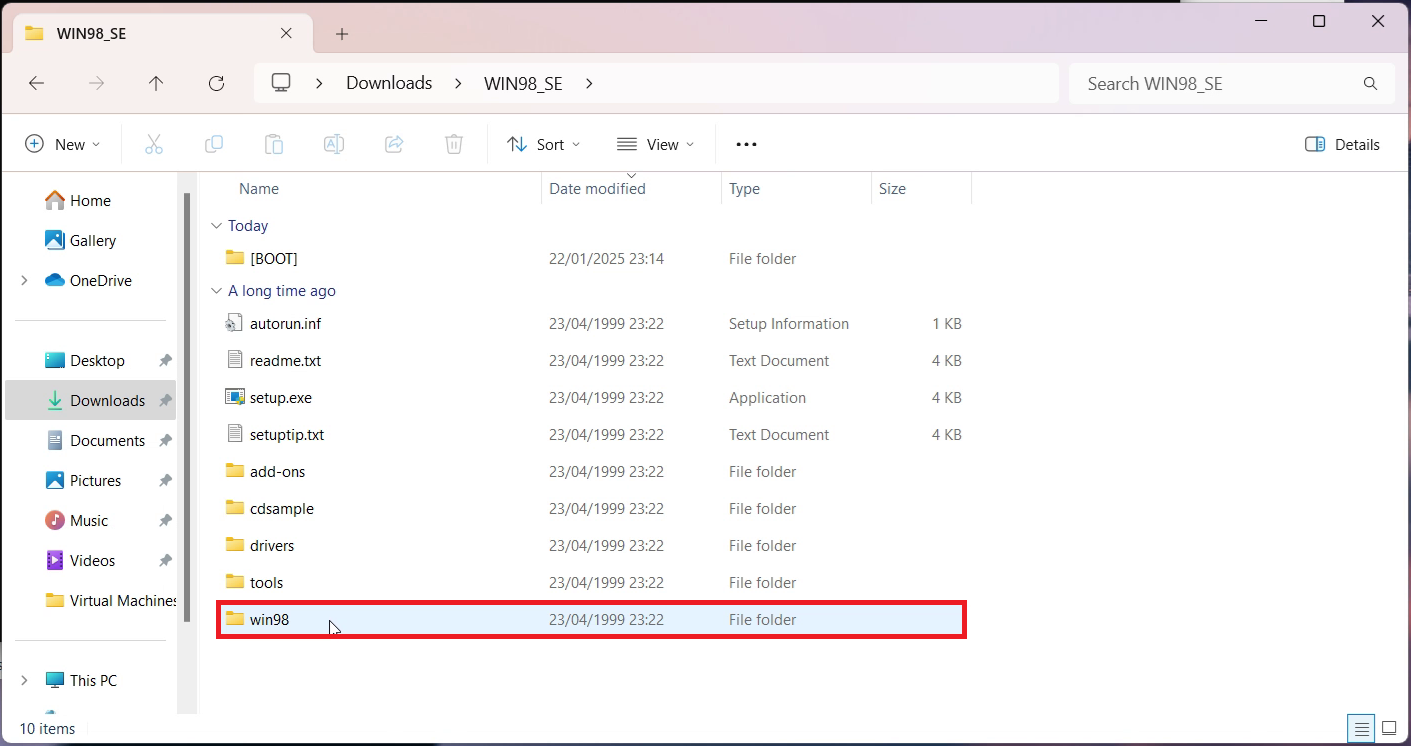 WIN98_SE
Downloads
WIN98_SE
Search WIN98_SE
New
Sort
View
Details
Home
Gallery
OneDrive
Desktop
Downloads
Documents
Pictures
Music
Videos
Virtual Machines
This PC
Name Date modified Type Size
Today
[BOOT] 22/01/2025 23:14 File folder
A long time ago
autorun.inf 23/04/1999 23:22 Setup Information 1 KB
readme.txt 23/04/1999 23:22 Text Document 4 KB
setup.exe 23/04/1999 23:22 Application 4 KB
setuptip.txt 23/04/1999 23:22 Text Document 4 KB
add-ons 23/04/1999 23:22 File folder
cdsample 23/04/1999 23:22 File folder
drivers 23/04/1999 23:22 File folder
tools 23/04/1999 23:22 File folder
win98 23/04/1999 23:22 File folder
10 items